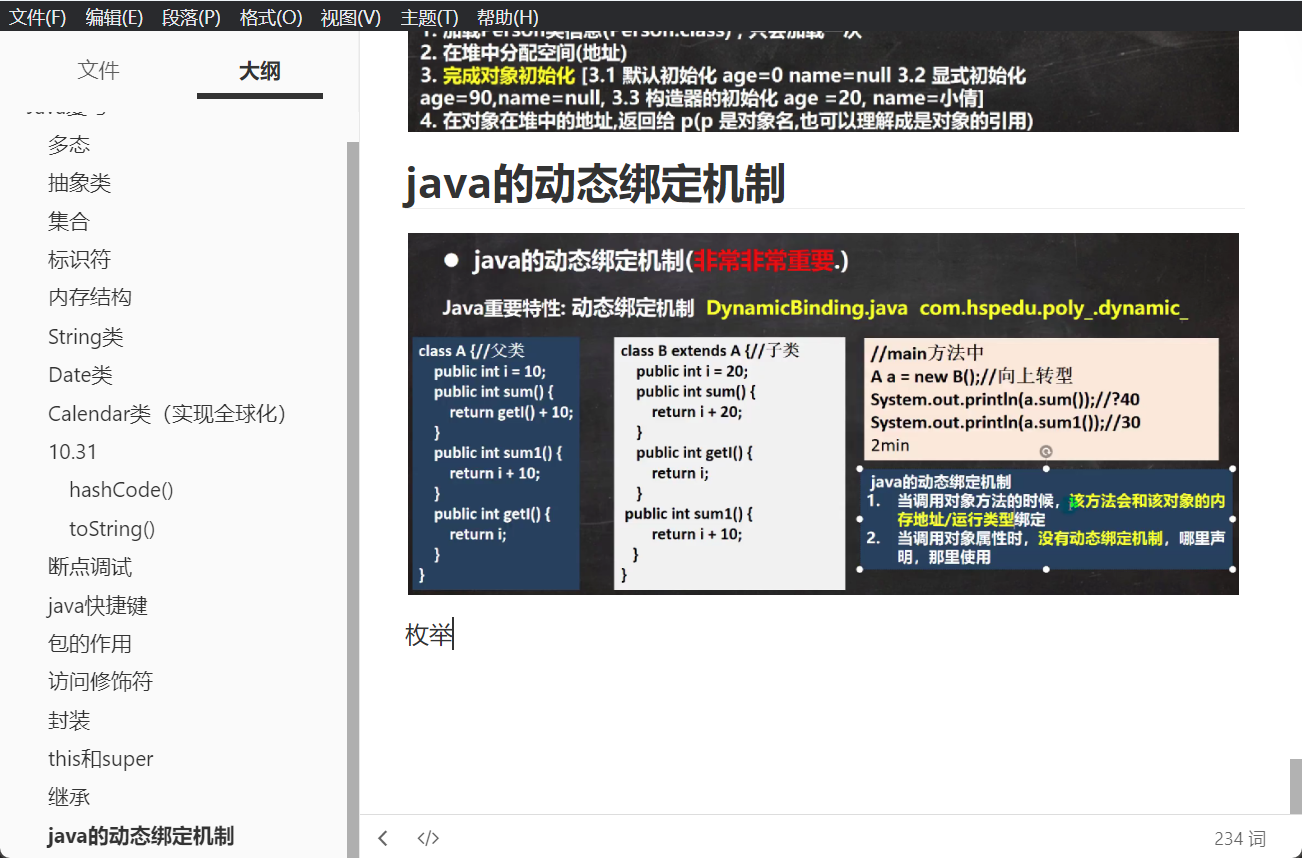 文件(F) 编辑(E) 段落(P) 格式(O) 视图(V) 主题(T) 帮助(H)
文件 大纲
多态
抽象类
集合
标识符
内存结构
String类
Date类
Calendar类（实现全球化）
10.31
hashCode()
toString()
断点调试
java快捷键
包的作用
访问修饰符
封装
this和super
继承
java的动态绑定机制
1. 加载Person类信息(Person.class)，只会加载一次
2. 在堆中分配空间(地址)
3. 完成对象初始化 [3.1 默认初始化 age=0 name=null 3.2 显式初始化
age=90,name=null, 3.3 构造器的初始化 age =20, name=小倩]
4. 在对象在堆中的地址,返回给 p(p 是对象名,也可以理解成是对象的引用)
java的动态绑定机制
● java的动态绑定机制(非常非常重要.)
Java重要特性: 动态绑定机制 DynamicBinding.java com.hspedu.poly_.dynamic_
class A {//父类
public int i = 10;
public int sum() {
return getI() + 10;
}
public int sum1() {
return i + 10;
}
public int getI() {
return i;
}
}
class B extends A {//子类
public int i = 20;
public int sum() {
return i + 20;
}
public int getI() {
return i;
}
public int sum1() {
return i + 10;
}
}
//main方法中
A a = new B();//向上转型
System.out.println(a.sum());//?40
System.out.println(a.sum1());//30
2min
java的动态绑定机制
1. 当调用对象方法的时候，该方法会和该对象的内
存地址/运行类型绑定
2. 当调用对象属性时，没有动态绑定机制，哪里声
明，那里使用
枚举
</> 234 词